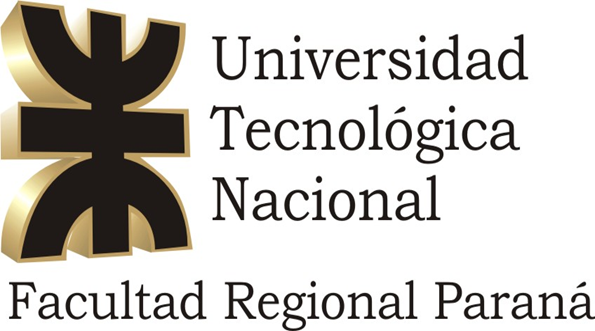 Universidad
Tecnológica
Nacional
Facultad Regional Paraná